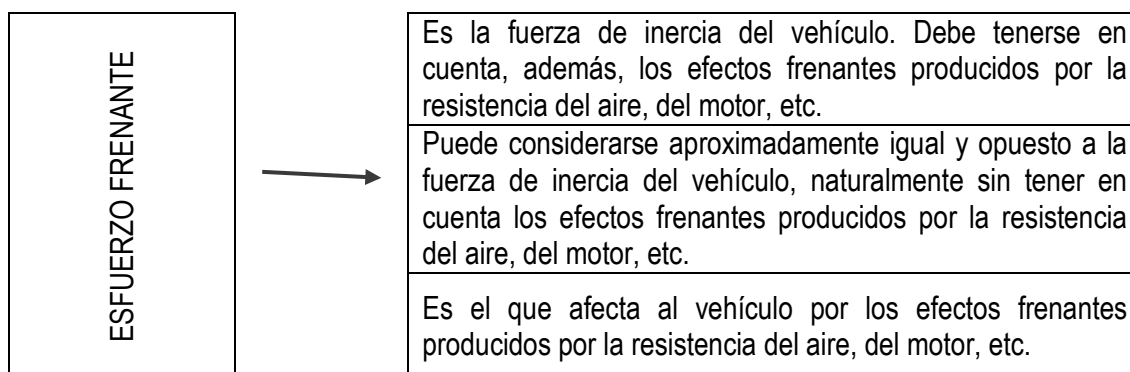 ESFUERZO FRENANTE
Es la fuerza de inercia del vehículo. Debe tenerse en
cuenta, además, los efectos frenantes producidos por la
resistencia del aire, del motor, etc.
Puede considerarse aproximadamente igual y opuesto a la
fuerza de inercia del vehículo, naturalmente sin tener en
cuenta los efectos frenantes producidos por la resistencia
del aire, del motor, etc.
Es el que afecta al vehículo por los efectos frenantes
producidos por la resistencia del aire, del motor, etc.